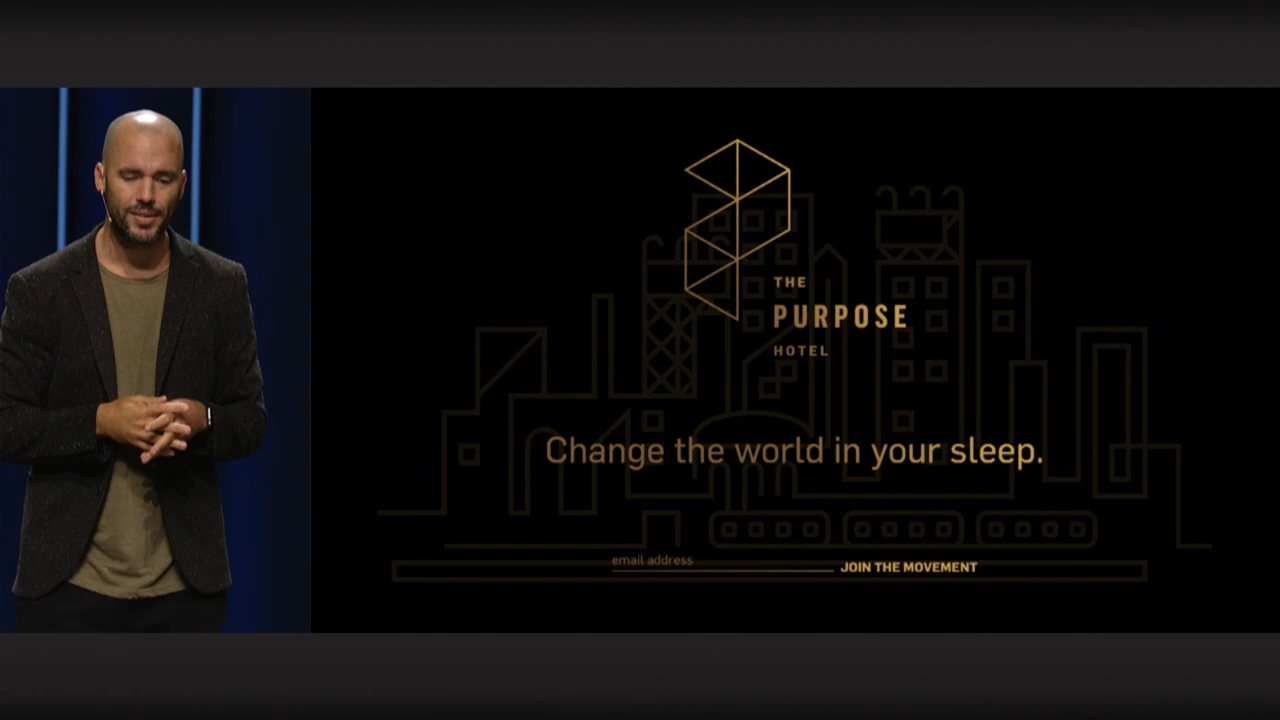 THE
PURPOSE
HOTEL
Change the world in your sleep.
email address
JOIN THE MOVEMENT